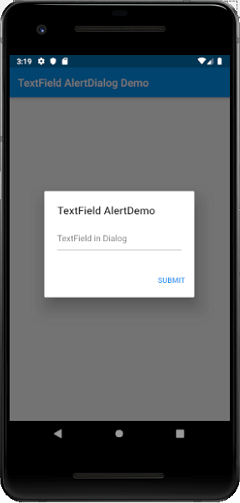 3:19
TextField AlertDialog Demo
TextField AlertDemo
TextField in Dialog
SUBMIT